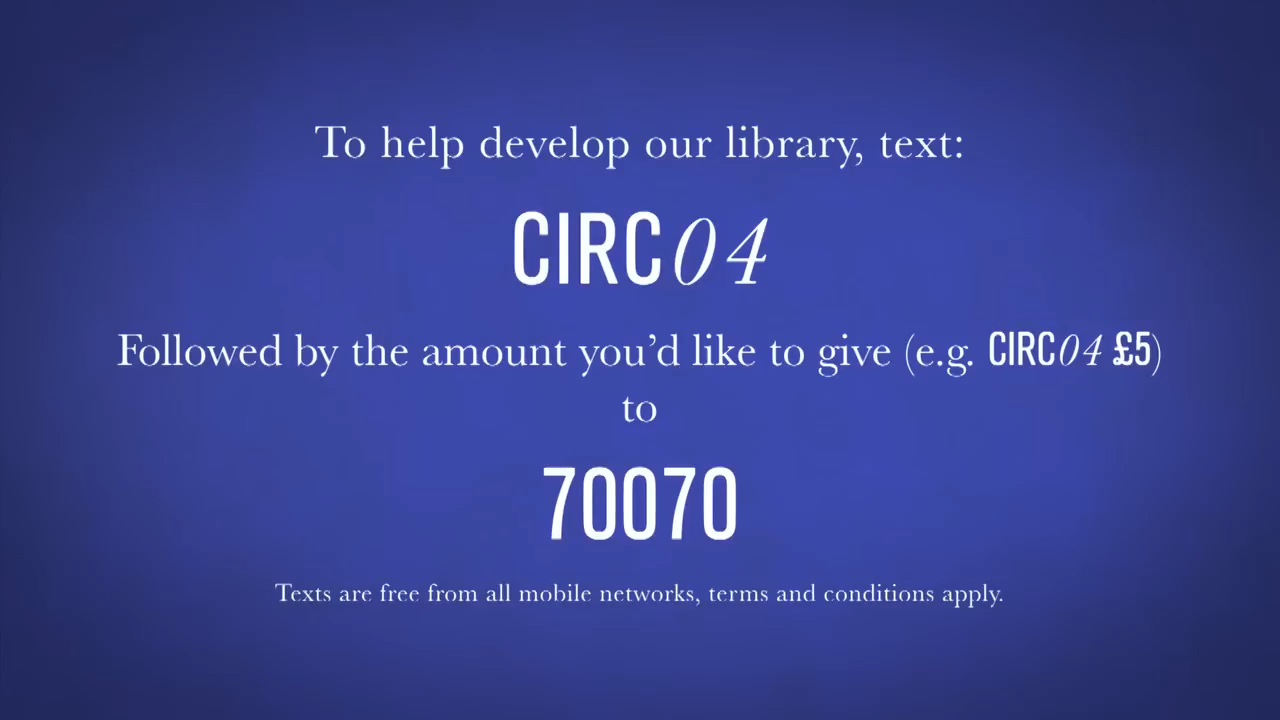 To help develop our library, text:
CIRC04
Followed by the amount you’d like to give (e.g. CIRC04 £5)
to
70070
Texts are free from all mobile networks, terms and conditions apply.